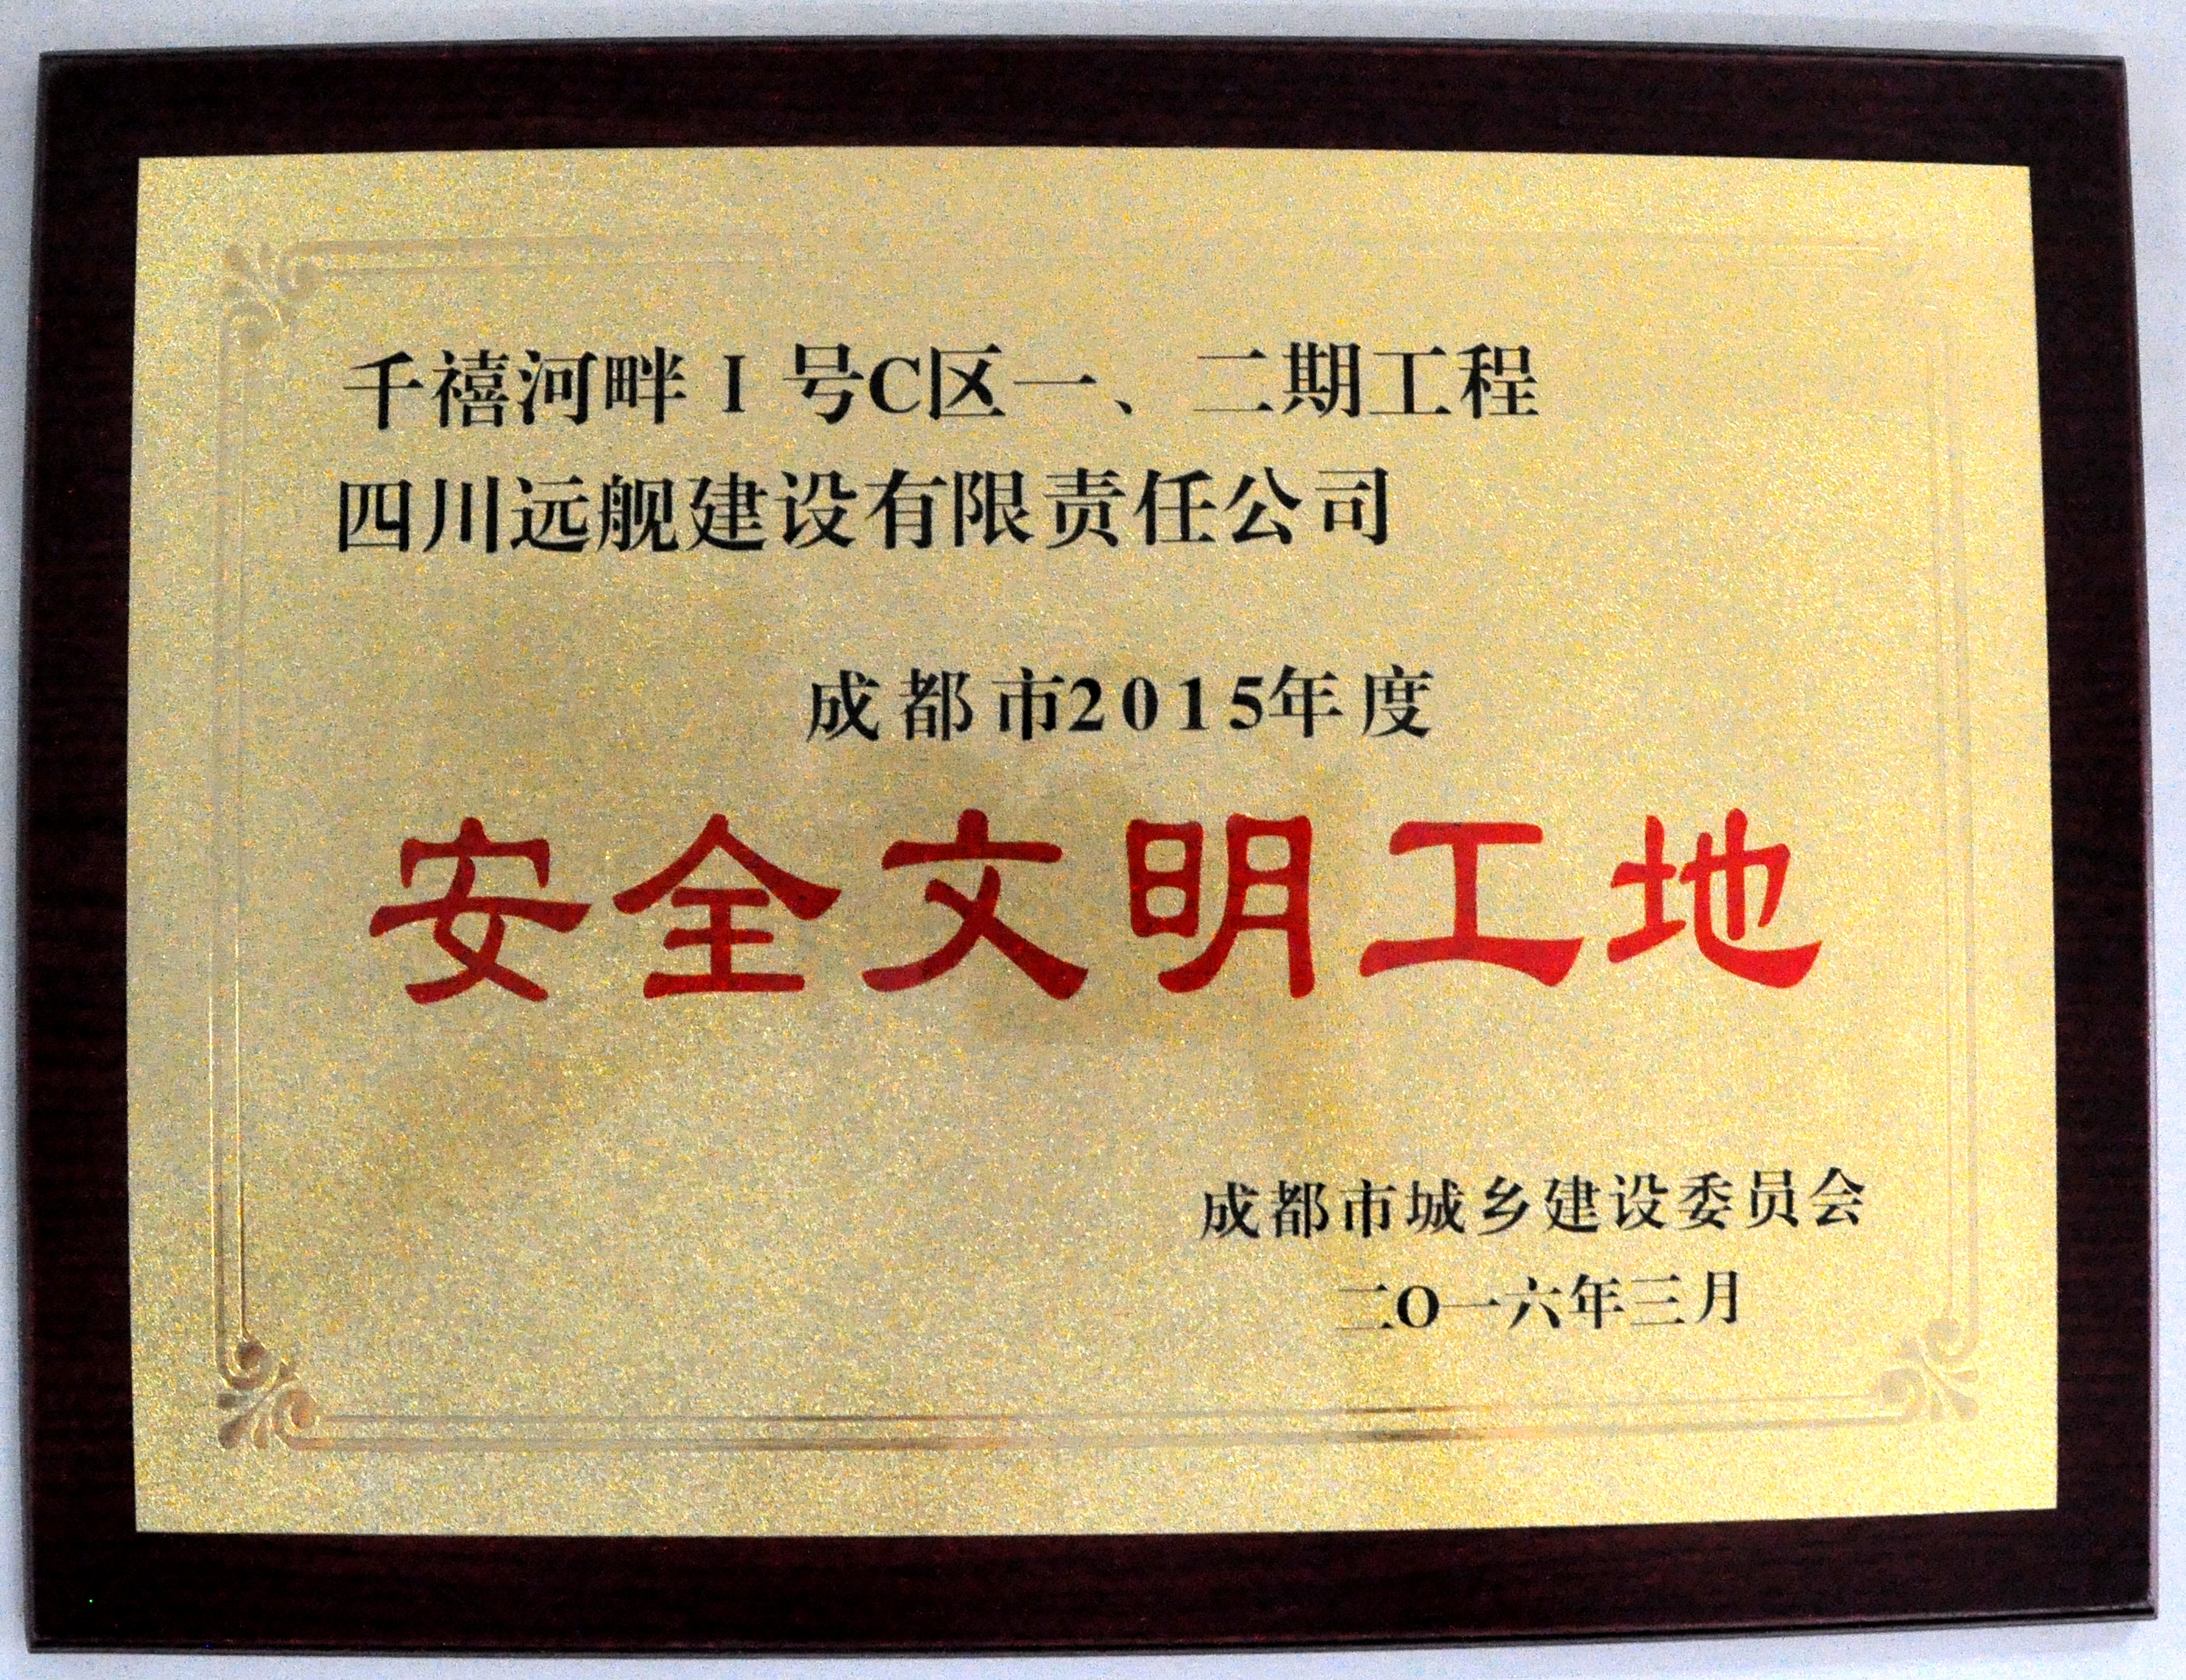 千禧河畔 I 号C区一、二期工程
四川远舰建设有限责任公司
成都市2015年度
安全文明工地
成都市城乡建设委员会
二O一六年三月